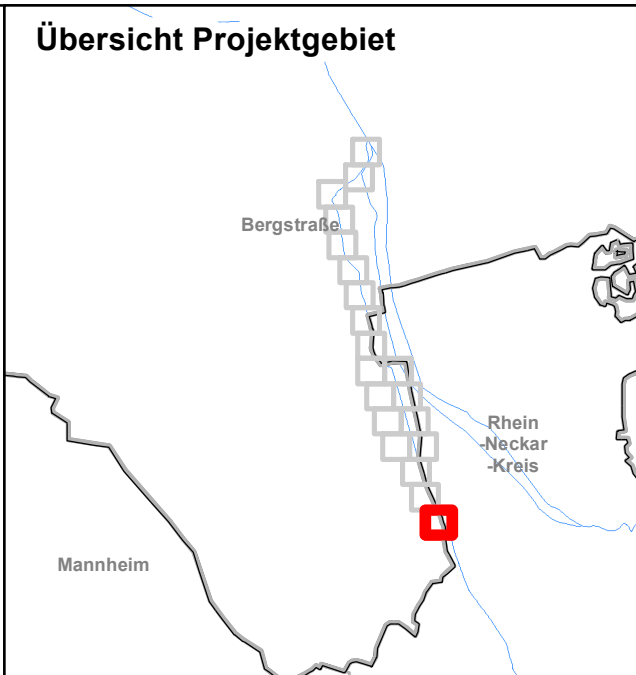 Übersicht Projektgebiet
Bergstraße
Rhein
-Neckar
-Kreis
Mannheim